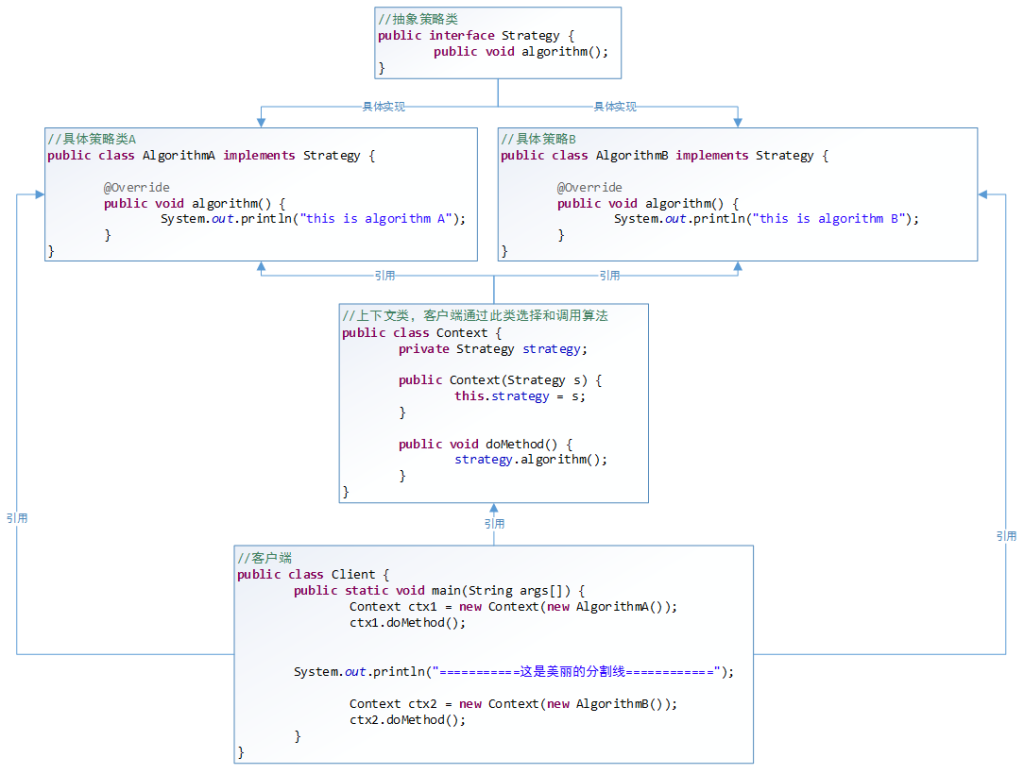 //抽象策略类
public interface Strategy {
public void algorithm();
}
具体实现
具体实现
//具体策略类A
public class AlgorithmA implements Strategy {
@Override
public void algorithm() {
System.out.println("this is algorithm A");
}
}
//具体策略B
public class AlgorithmB implements Strategy {
@Override
public void algorithm() {
System.out.println("this is algorithm B");
}
}
引用
引用
//上下文类，客户端通过此类选择和调用算法
public class Context {
private Strategy strategy;
public Context(Strategy s) {
this.strategy = s;
}
public void doMethod() {
strategy.algorithm();
}
}
引用
引用
引用
//客户端
public class Client {
public static void main(String args[]) {
Context ctx1 = new Context(new AlgorithmA());
ctx1.doMethod();
System.out.println("===========这是美丽的分割线============");
Context ctx2 = new Context(new AlgorithmB());
ctx2.doMethod();
}
}